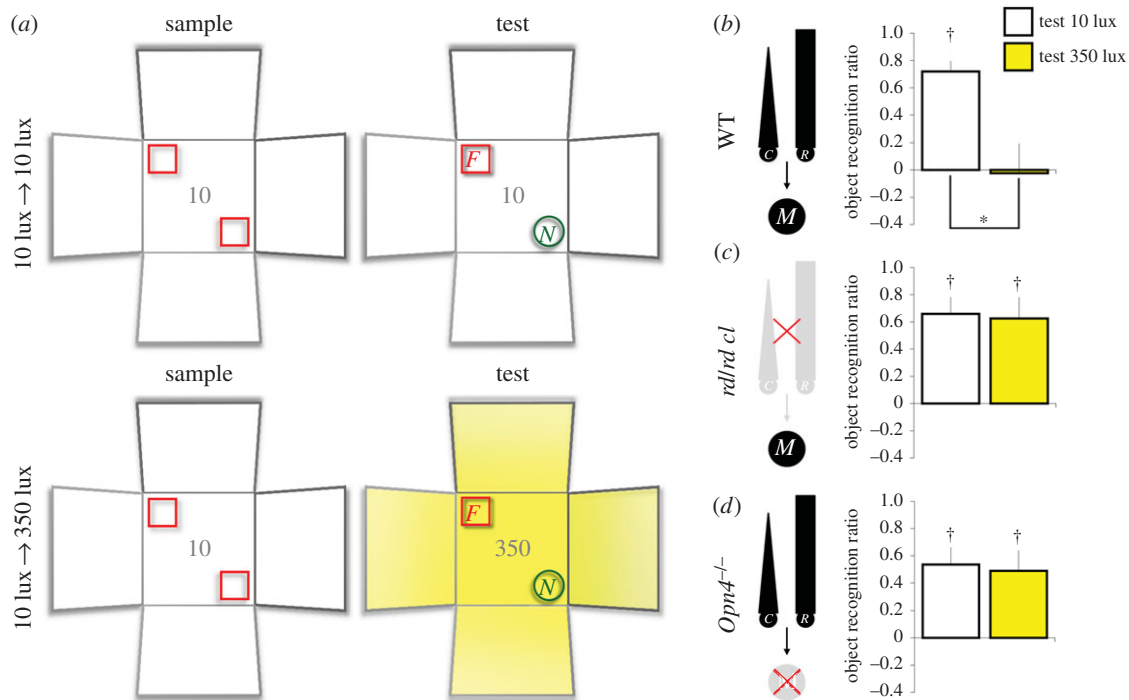 (a)
sample
test
10 lux → 10 lux
10
F
10
N
sample
test
10 lux → 350 lux
10
F
350
N
(b)
test 10 lux
test 350 lux
WT
C R
M
object recognition ratio
1.0
0.8
0.6
0.4
0.2
0
–0.2
–0.4
†
*
(c)
rd/rd cl
C R
M
object recognition ratio
1.0
0.8
0.6
0.4
0.2
0
–0.2
–0.4
† †
(d)
Opn4–/–
C R
object recognition ratio
1.0
0.8
0.6
0.4
0.2
0
–0.2
–0.4
† †